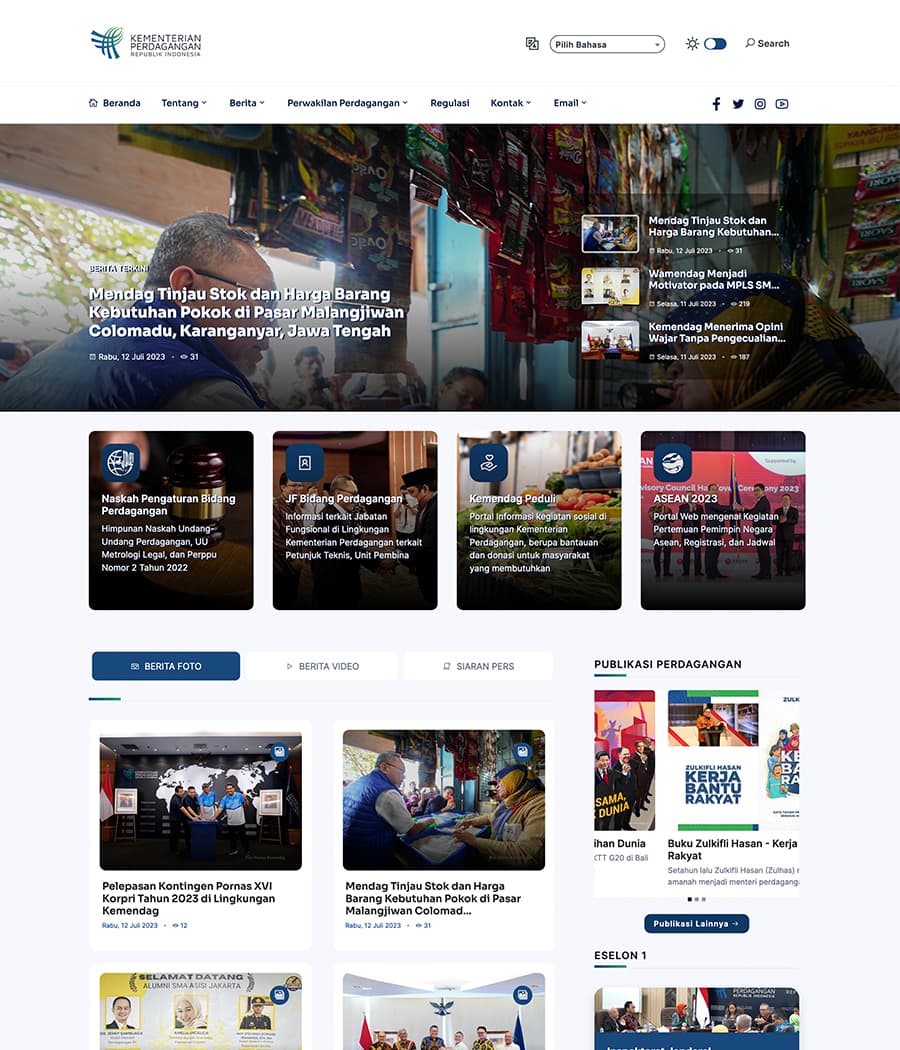 KEMENTERIAN
PERDAGANGAN
REPUBLIK INDONESIA
Pilih Bahasa
Search
Beranda
Tentang
Berita
Perwakilan Perdagangan
Regulasi
Kontak
Email
BERITA TERKINI
Mendag Tinjau Stok dan Harga Barang
Kebutuhan Pokok di Pasar Malangjiwan
Colomadu, Karanganyar, Jawa Tengah
Rabu, 12 Juli 2023 • 31
Mendag Tinjau Stok dan
Harga Barang Kebutuhan...
Rabu, 12 Juli 2023 • 31
Wamendag Menjadi
Motivator pada MPLS SM...
Selasa, 11 Juli 2023 • 219
Kemendag Menerima Opini
Wajar Tanpa Pengecualian...
Selasa, 11 Juli 2023 • 187
SAORI
Naskah Pengaturan Bidang
Perdagangan
Himpunan Naskah Undang-
Undang Perdagangan, UU
Metrologi Legal, dan Perppu
Nomor 2 Tahun 2022
JF Bidang Perdagangan
Informasi terkait Jabatan
Fungsional di Lingkungan
Kementerian Perdagangan terkait
Petunjuk Teknis, Unit Pembina
Kemendag Peduli
Portal Informasi kegiatan sosial di
lingkungan Kementerian
Perdagangan, berupa bantauan
dan donasi untuk masyarakat
yang membutuhkan
Supported by
ASEAN 2023
Portal Web mengenai Kegiatan
Pertemuan Pemimpin Negara
Asean, Registrasi, dan Jadwal
BERITA FOTO
BERITA VIDEO
SIARAN PERS
Pelepasan Kontingen Pornas XVI
Korpri Tahun 2023 di Lingkungan
Kemendag
Rabu, 12 Juli 2023 • 12
Mendag Tinjau Stok dan Harga
Barang Kebutuhan Pokok di Pasar
Malangjiwan Colomad...
Rabu, 12 Juli 2023 • 31
SELAMAT DATANG
ALUMNI SMA ASISI JAKARTA
PUBLIKASI PERDAGANGAN
SAMA,
DUNIA
ZULKIFLI HASAN
KERJA
BANTU
RAKYAT
ihan Dunia
KTT G20 di Bali
Buku Zulkifli Hasan - Kerja
Rakyat
Setahun lalu Zulkifli Hasan (Zulhas) r
amanah menjadi menteri perdaganga
Publikasi Lainnya →
ESELON 1